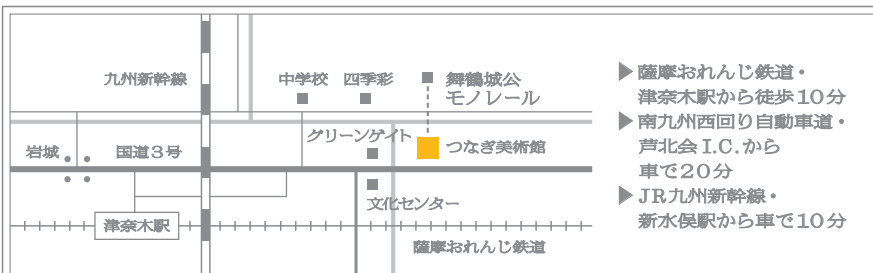 九州新幹線
中学校
四季彩
舞鶴城公
モノレール
グリーンゲイト
つなぎ美術館
岩城
国道3号
文化センター
津奈木駅
薩摩おれんじ鉄道
▶薩摩おれんじ鉄道・
津奈木駅から徒歩10分
▶南九州西回り自動車道・
芦北会I.C.から
車で20分
▶JR九州新幹線・
新水俣駅から車で10分